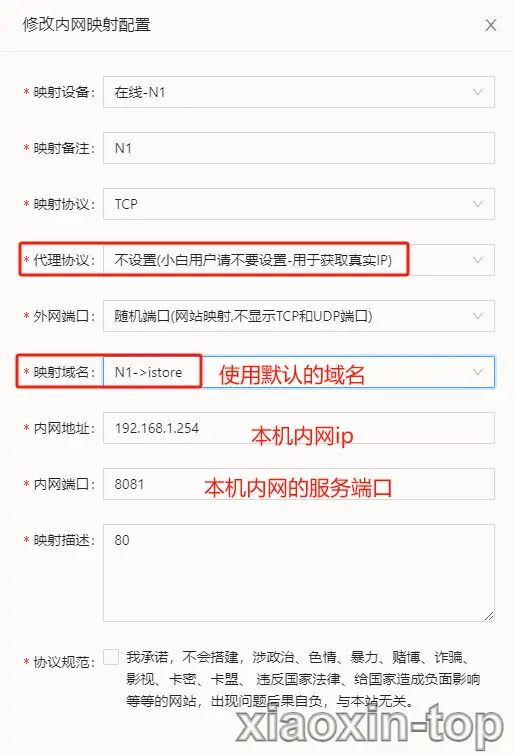 修改内网映射配置
* 映射设备: 在线-N1
* 映射备注: N1
* 映射协议: TCP
* 代理协议: 不设置(小白用户请不要设置-用于获取真实IP)
* 外网端口: 随机端口(网站映射,不显示TCP和UDP端口)
* 映射域名: N1->istore 使用默认的域名
* 内网地址: 192.168.1.254 本机内网ip
* 内网端口: 8081 本机内网的服务端口
* 映射描述: 80
* 协议规范: 我承诺，不会搭建，涉政治、色情、暴力、赌博、诈骗、
影视、卡密、卡盟、 违反国家法律、给国家造成负面影响
等等的网站，出现问题后果自负，与本站无关。
xiaoxin-top